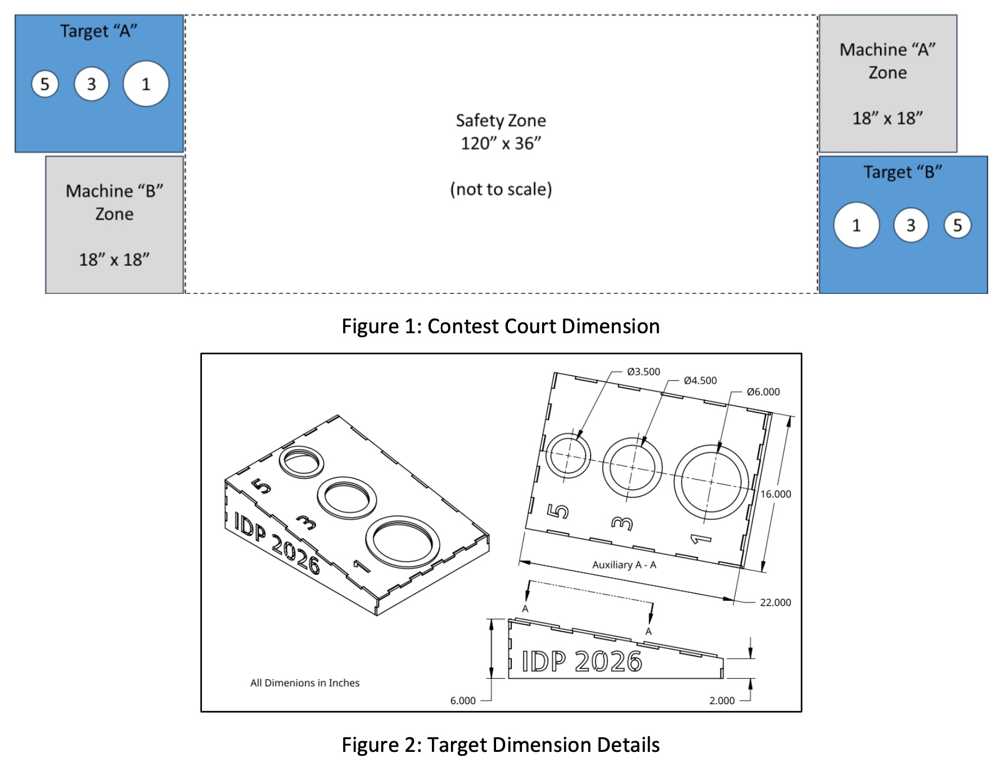 Target “A”
5 3 1
Machine “B”
Zone
18” x 18”
Safety Zone
120” x 36”
(not to scale)
Machine “A”
Zone
18” x 18”
Target “B”
1 3 5
Figure 1: Contest Court Dimension
5
3
1
IDP 2026
All Dimenions in Inches
Ø3.500
Ø4.500
Ø6.000
5
3
1
16.000
Auxiliary A - A
22.000
A
A
IDP 2026
6.000
2.000
Figure 2: Target Dimension Details